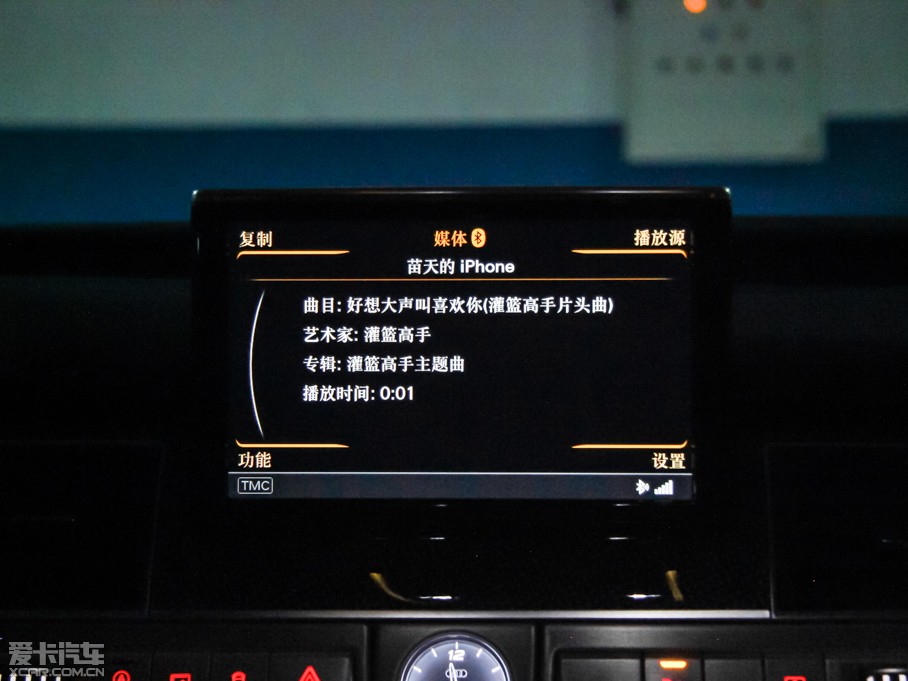 复制
媒体
播放源
苗天的 iPhone
曲目: 好想大声叫喜欢你(灌篮高手片头曲)
艺术家: 灌篮高手
专辑: 灌篮高手主题曲
播放时间: 0:01
功能
设置
TMC
12
爱卡汽车
XCAR.COM.CN